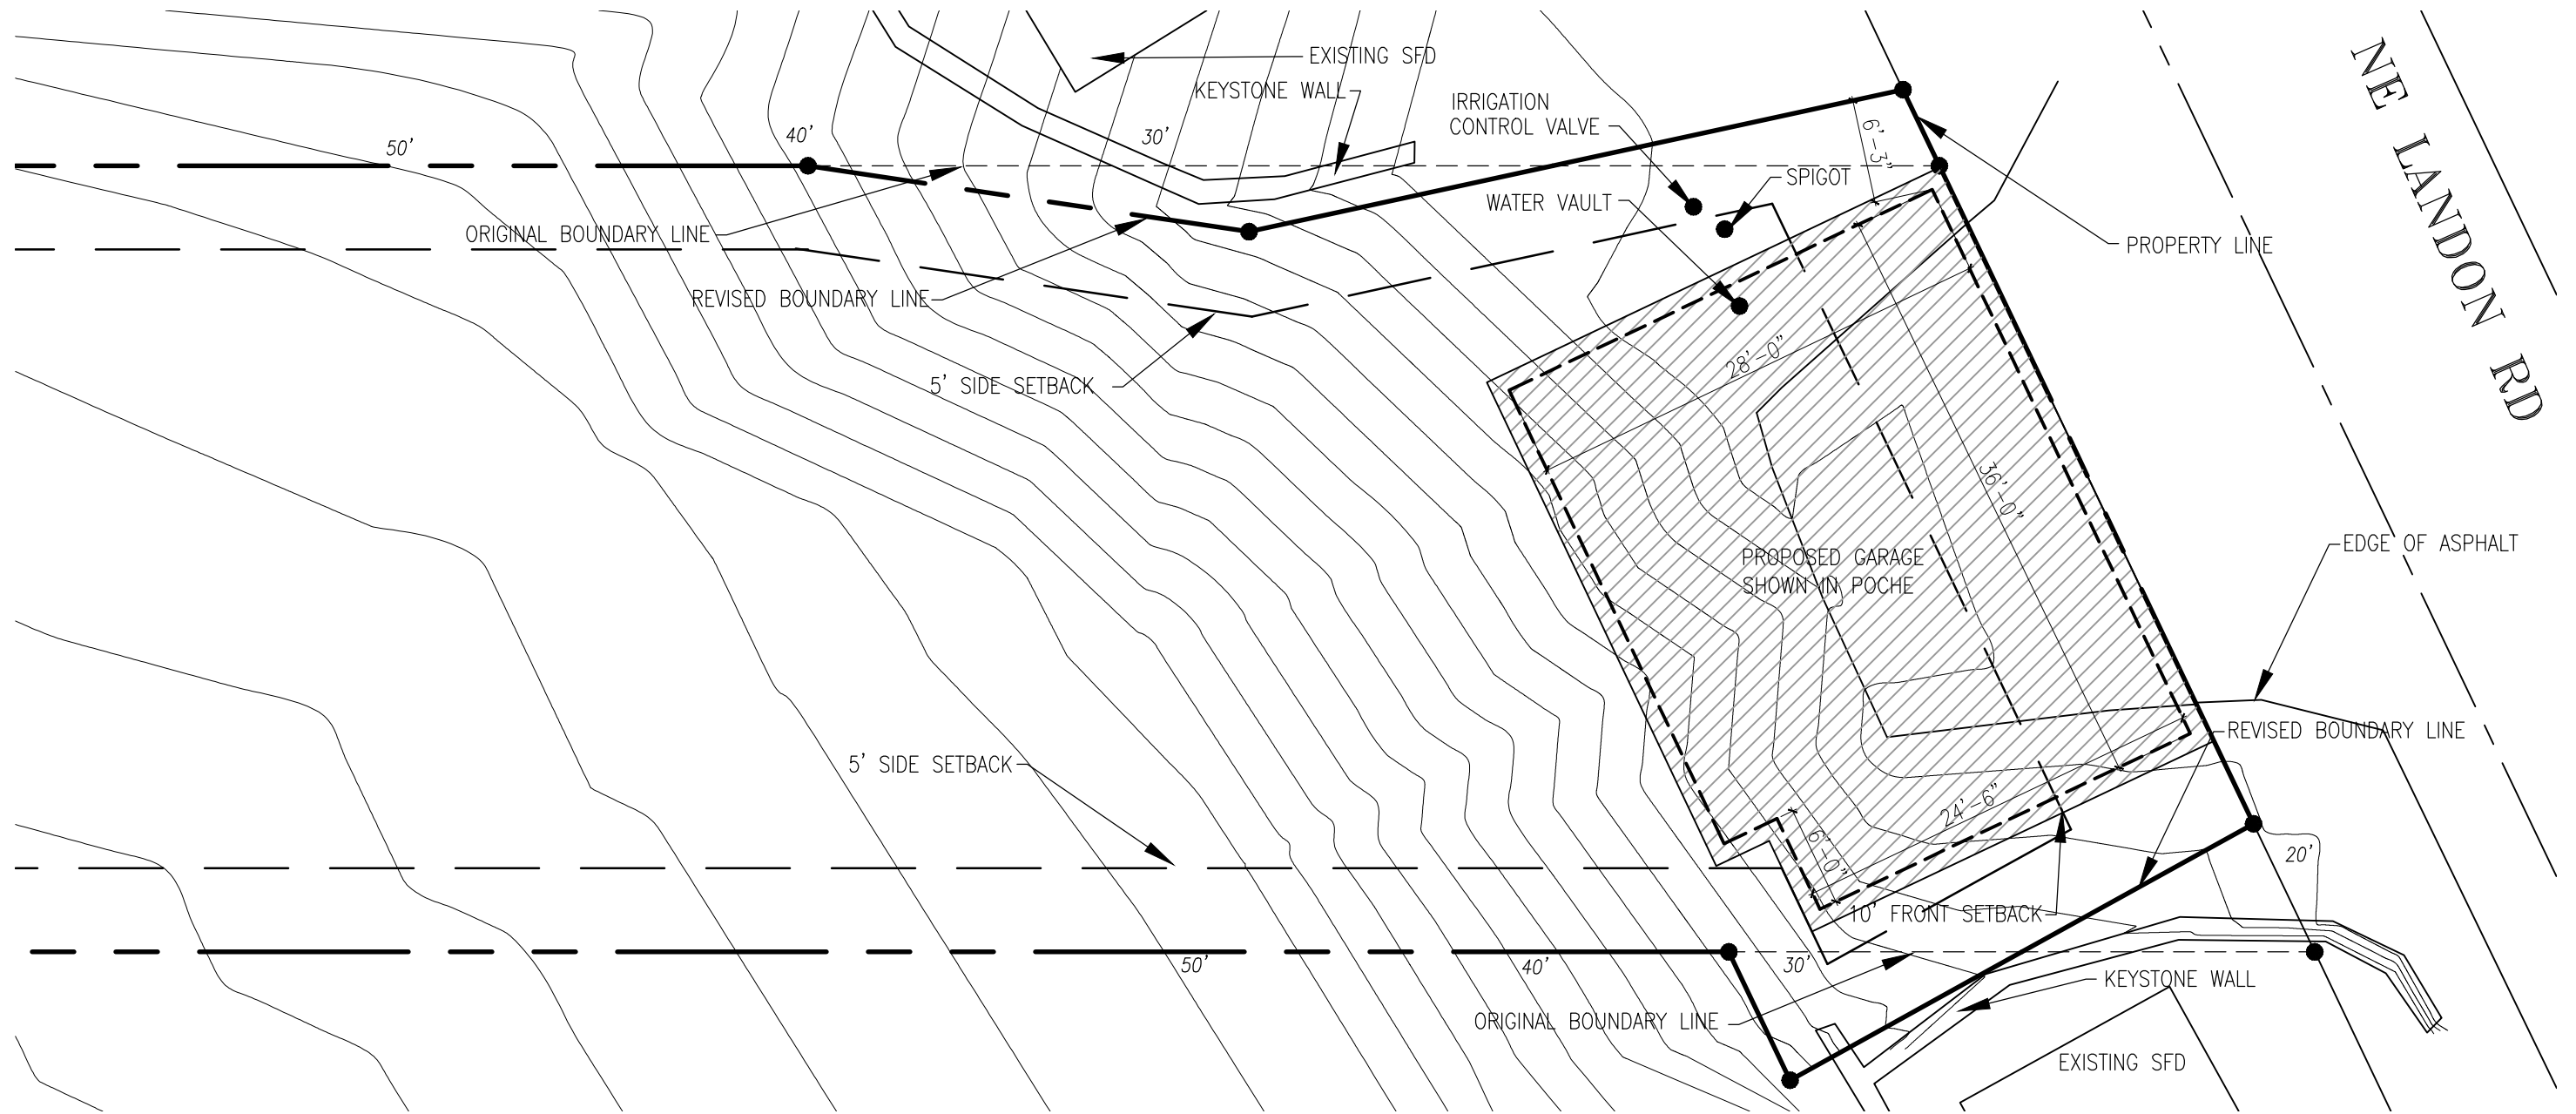 EXISTING SFD
KEYSTONE WALL
IRRIGATION
CONTROL VALVE
NE LANDON RD
50'
40'
30'
6'-3"
SPIGOT
WATER VAULT
ORIGINAL BOUNDARY LINE
PROPERTY LINE
REVISED BOUNDARY LINE
5' SIDE SETBACK
28'-0"
36'-0"
PROPOSED GARAGE
SHOWN IN POCHE
EDGE OF ASPHALT
REVISED BOUNDARY LINE
5' SIDE SETBACK
24'-6"
6'-0"
20'
10' FRONT SETBACK
50'
40'
30'
KEYSTONE WALL
ORIGINAL BOUNDARY LINE
EXISTING SFD